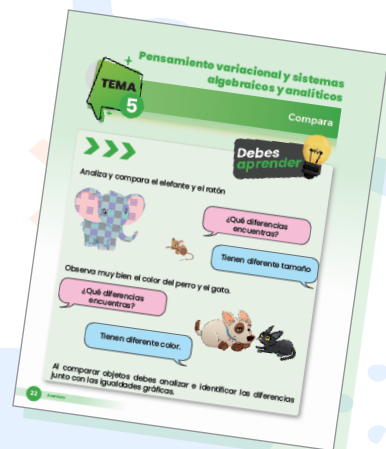 Pensamiento variacional y sistemas
algebraicos y analíticos
TEMA
5
Compara
Debes
aprender
Analiza y compara el elefante y el ratón
¿Qué diferencias
encuentras?
Tienen diferente tamaño
Observa muy bien el color del perro y el gato.
¿Qué diferencias
encuentras?
Tienen diferente color.
Al comparar objetos debes analizar e identificar las diferencias
junto con las igualdades gráficas.
22